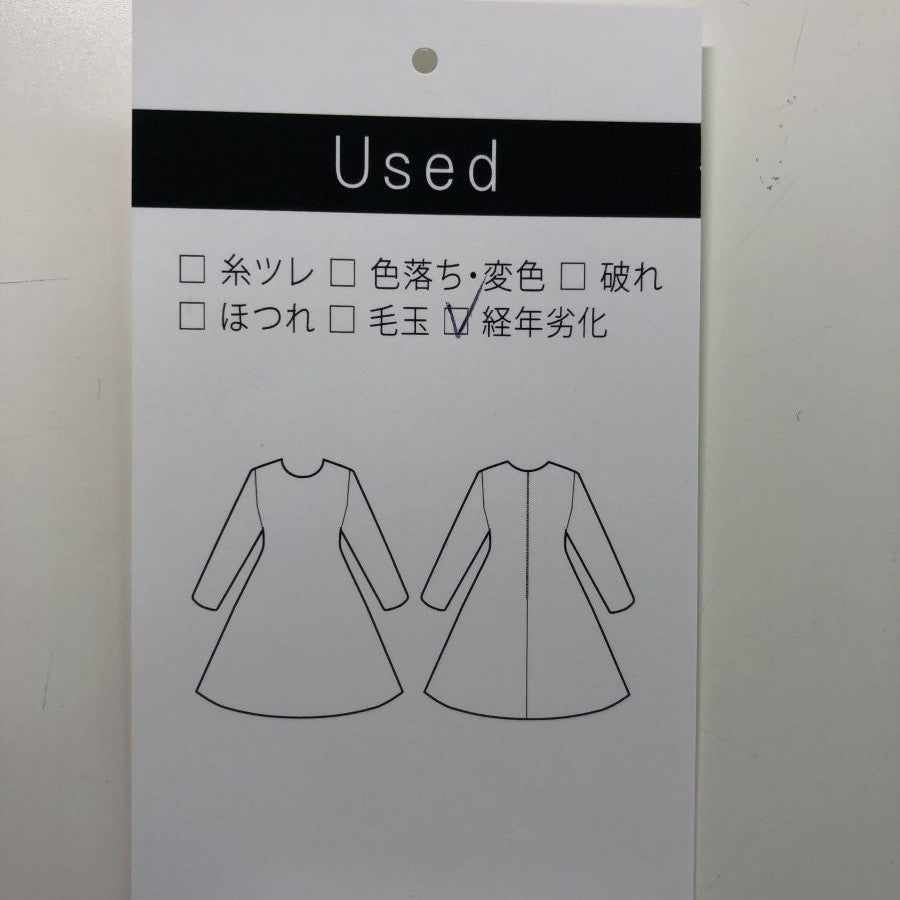 Used
□ 糸ツレ □ 色落ち・変色 □ 破れ
□ ほつれ □ 毛玉 ☑ 経年劣化